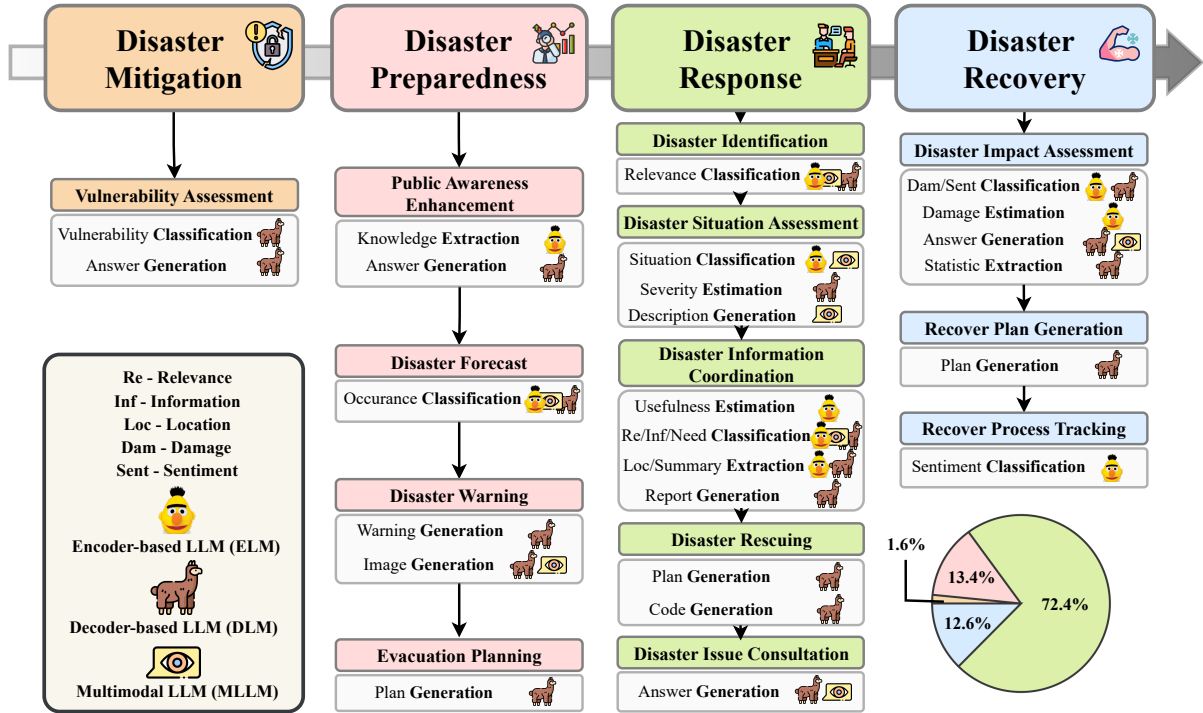 Disaster
Mitigation
Vulnerability Assessment
Vulnerability Classification
Answer Generation
Re - Relevance
Inf - Information
Loc - Location
Dam - Damage
Sent - Sentiment
Encoder-based LLM (ELM)
Decoder-based LLM (DLM)
Multimodal LLM (MLLM)
Disaster
Preparedness
Public Awareness
Enhancement
Knowledge Extraction
Answer Generation
Disaster Forecast
Occurance Classification
Disaster Warning
Warning Generation
Image Generation
Evacuation Planning
Plan Generation
Disaster
Response
Disaster Identification
Relevance Classification
Disaster Situation Assessment
Situation Classification
Severity Estimation
Description Generation
Disaster Information
Coordination
Usefulness Estimation
Re/Inf/Need Classification
Loc/Summary Extraction
Report Generation
Disaster Rescuing
Plan Generation
Code Generation
Disaster Issue Consultation
Answer Generation
Disaster
Recovery
Disaster Impact Assessment
Dam/Sent Classification
Damage Estimation
Answer Generation
Statistic Extraction
Recover Plan Generation
Plan Generation
Recover Process Tracking
Sentiment Classification
1.6%
13.4%
72.4%
12.6%